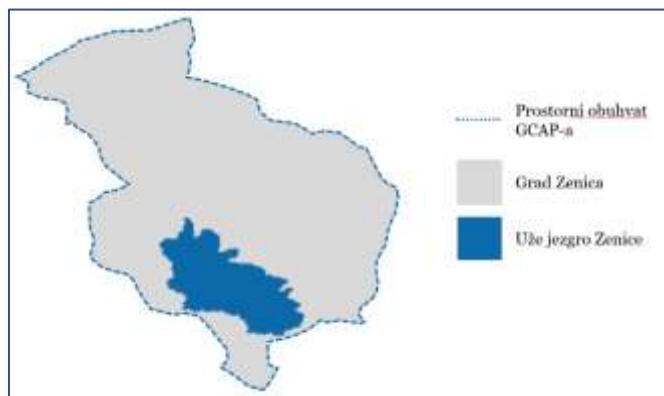 Prostorni obuhvat
GCAP-a
Grad Zenica
Uže jezgro Zenice